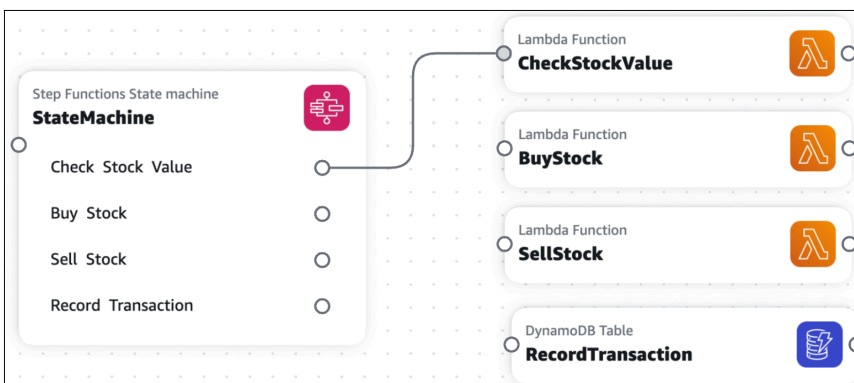 Step Functions State machine
StateMachine
Check Stock Value
Buy Stock
Sell Stock
Record Transaction
Lambda Function
CheckStockValue
Lambda Function
BuyStock
Lambda Function
SellStock
DynamoDB Table
RecordTransaction